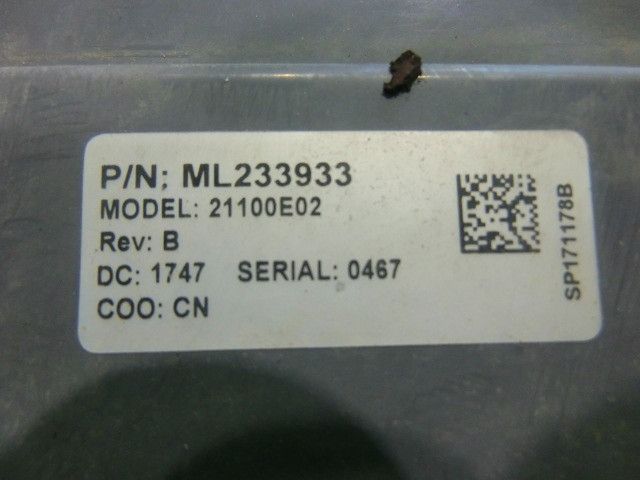 P/N; ML233933
MODEL: 21100E02
Rev: B
DC: 1747 SERIAL: 0467
COO: CN
SP171178B